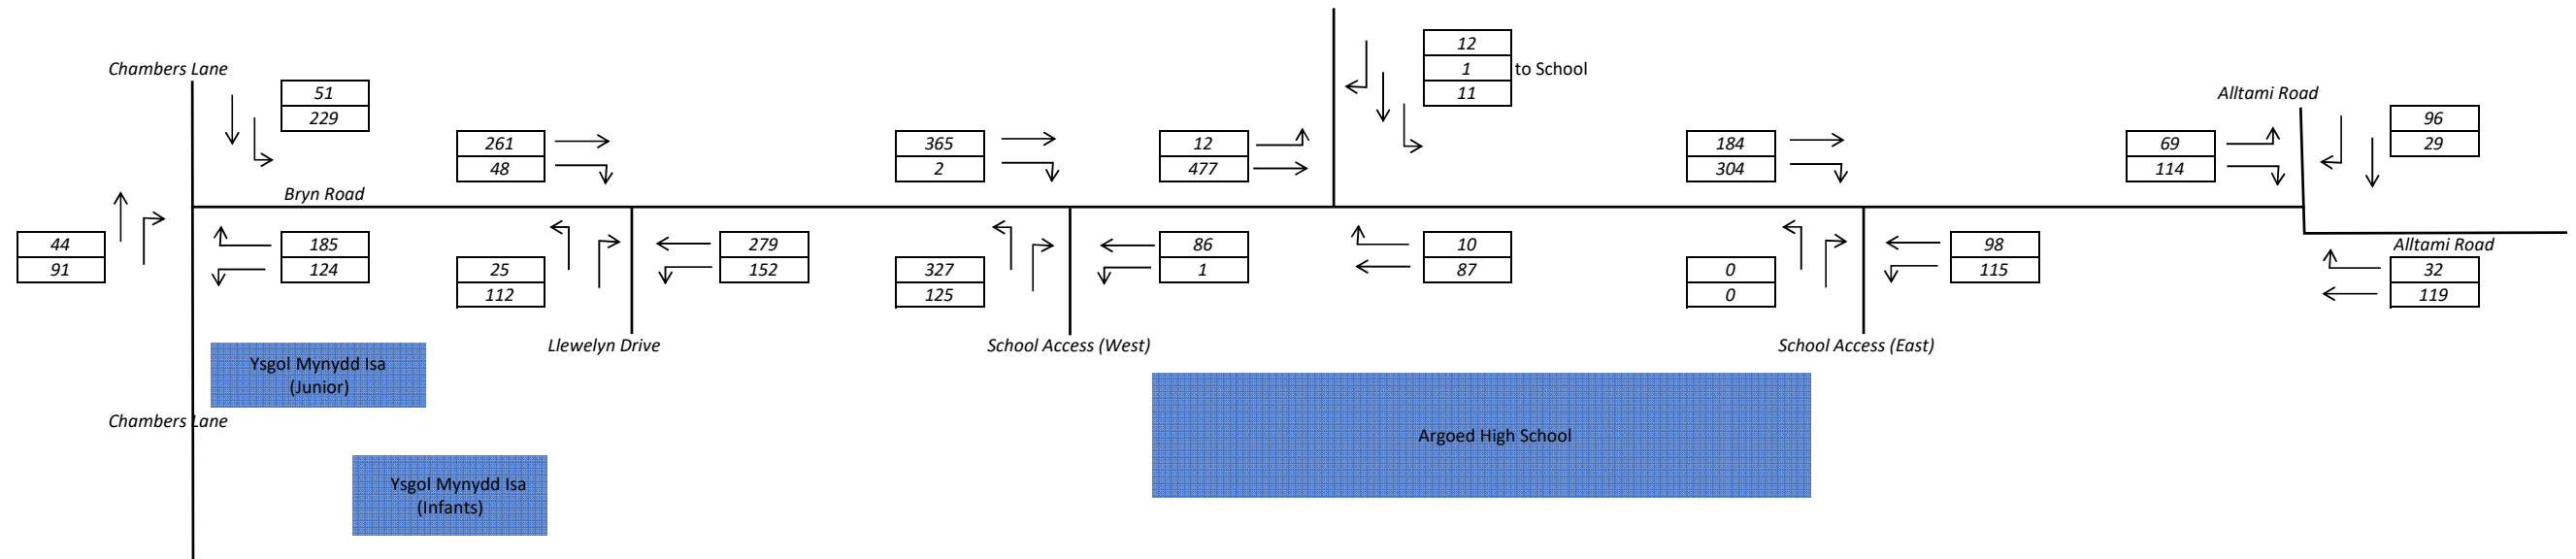 Chambers Lane
51
229
261
48
Bryn Road
44
91
185
124
25
112
279
152
Llewelyn Drive
365
2
12
477
12
1 to School
11
327
125
86
1
10
87
School Access (West)
184
304
0
0
98
115
School Access (East)
Alltami Road
69
114
96
29
Alltami Road
32
119
Ysgol Mynydd Isa
(Junior)
Chambers Lane
Ysgol Mynydd Isa
(Infants)
Argoed High School